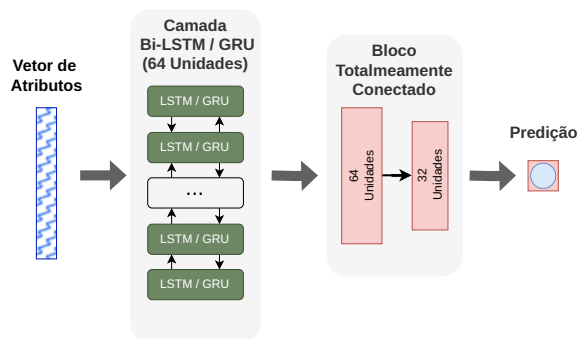 Vetor de
Atributos
Camada
Bi-LSTM / GRU
(64 Unidades)
LSTM / GRU
LSTM / GRU
...
LSTM / GRU
LSTM / GRU
Bloco
Totalmeamente
Conectado
64
Unidades
32
Unidades
Predição